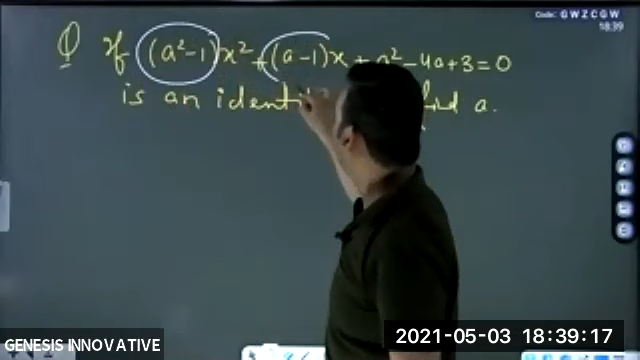 Code: GWZCGW
18:39
Q If (a²-1)x² + (a-1)x + a² - 4a + 3 = 0
is an find a.
GENESIS INNOVATIVE
2021-05-03 18:39:17